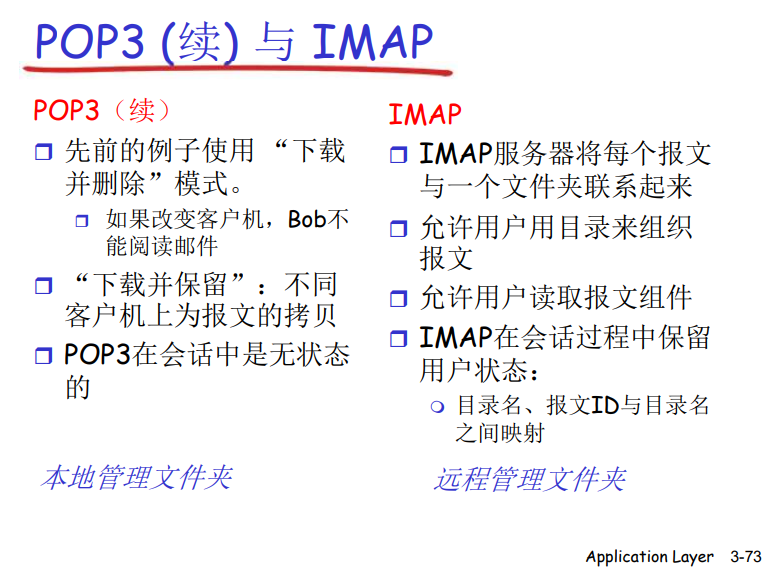 POP3 (续) 与 IMAP
POP3（续）
先前的例子使用 “下载
并删除”模式。
如果改变客户机，Bob不
能阅读邮件
“下载并保留”：不同
客户机上为报文的拷贝
POP3在会话中是无状态
的
本地管理文件夹
IMAP
IMAP服务器将每个报文
与一个文件夹联系起来
允许用户用目录来组织
报文
允许用户读取报文组件
IMAP在会话过程中保留
用户状态：
目录名、报文ID与目录名
之间映射
远程管理文件夹
Application Layer 3-73